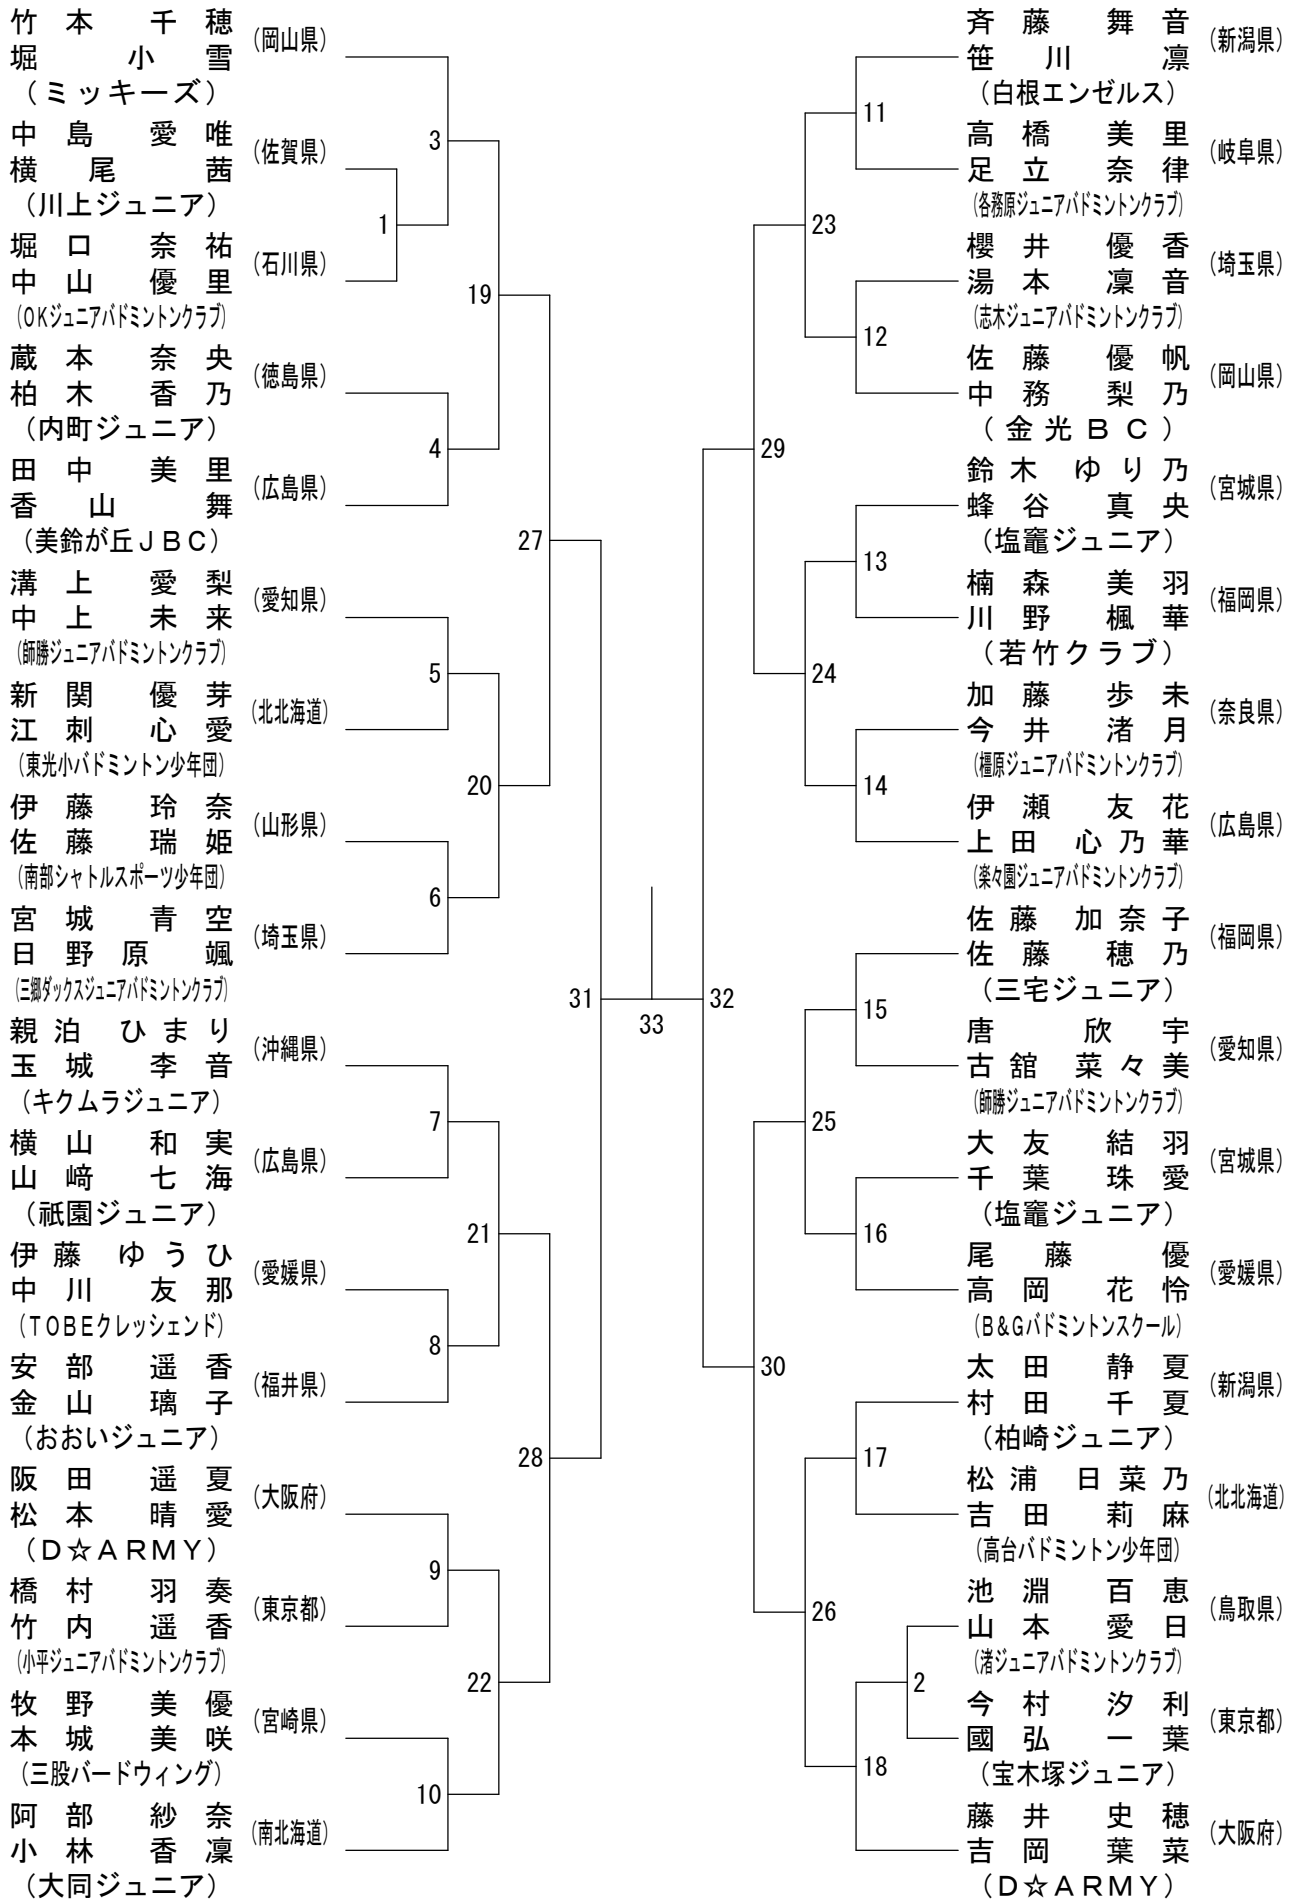 竹本 千穂
堀 小雪
(岡山県)
(ミッキーズ)
中島 愛唯
横尾 茜
(佐賀県)
(川上ジュニア)
堀口 奈祐
中山 優里
(石川県)
(OKジュニアバドミントンクラブ)
蔵本 奈央
柏木 香乃
(徳島県)
(内町ジュニア)
田中 美里
香山 舞
(広島県)
(美鈴が丘JBC)
溝上 愛梨
中上 未来
(愛知県)
(師勝ジュニアバドミントンクラブ)
新関 優芽
江刺 心愛
(北北海道)
(東光小バドミントン少年団)
伊藤 玲奈
佐藤 瑞姫
(山形県)
(南部シャトルスポーツ少年団)
宮城 青空
日野原 颯
(埼玉県)
(三郷ダックスジュニアバドミントンクラブ)
親泊 ひまり
玉城 李音
(沖縄県)
(キクムラジュニア)
横山 和実
山﨑 七海
(広島県)
(祇園ジュニア)
伊藤 ゆうひ
中川 友那
(愛媛県)
(TOBEクレッシェンド)
安部 遥香
金山 璃子
(福井県)
(おおいジュニア)
阪田 遥夏
松本 晴愛
(大阪府)
(D☆ARMY)
橋村 羽奏
竹内 遥香
(東京都)
(小平ジュニアバドミントンクラブ)
牧野 美優
本城 美咲
(宮崎県)
(三股バードウィング)
阿部 紗奈
小林 香凜
(南北海道)
(大同ジュニア)
1
3
4
5
6
7
8
9
10
19
20
21
22
27
28
31
33
32
29
30
23
24
25
26
11
12
13
14
15
16
17
2
18
斉藤 舞音
笹川 凛
(新潟県)
(白根エンゼルス)
高橋 美里
足立 奈律
(岐阜県)
(各務原ジュニアバドミントンクラブ)
櫻井 優香
湯本 凜音
(埼玉県)
(志木ジュニアバドミントンクラブ)
佐藤 優帆
中務 梨乃
(岡山県)
(金光BC)
鈴木 ゆり乃
蜂谷 真央
(宮城県)
(塩竈ジュニア)
楠森 美羽
川野 楓華
(福岡県)
(若竹クラブ)
加藤 歩未
今井 渚月
(奈良県)
(橿原ジュニアバドミントンクラブ)
伊瀬 友花
上田 心乃華
(広島県)
(楽々園ジュニアバドミントンクラブ)
佐藤 加奈子
佐藤 穂乃
(福岡県)
(三宅ジュニア)
唐 欣宇
古舘 菜々美
(愛知県)
(師勝ジュニアバドミントンクラブ)
大友 結羽
千葉 珠愛
(宮城県)
(塩竈ジュニア)
尾藤 優
高岡 花怜
(愛媛県)
(B&Gバドミントンスクール)
太田 静夏
村田 千夏
(新潟県)
(柏崎ジュニア)
松浦 日菜乃
吉田 莉麻
(北北海道)
(高台バドミントン少年団)
池淵 百恵
山本 愛日
(鳥取県)
(渚ジュニアバドミントンクラブ)
今村 汐利
國弘 一葉
(東京都)
(宝木塚ジュニア)
藤井 史穂
吉岡 葉菜
(大阪府)
(D☆ARMY)